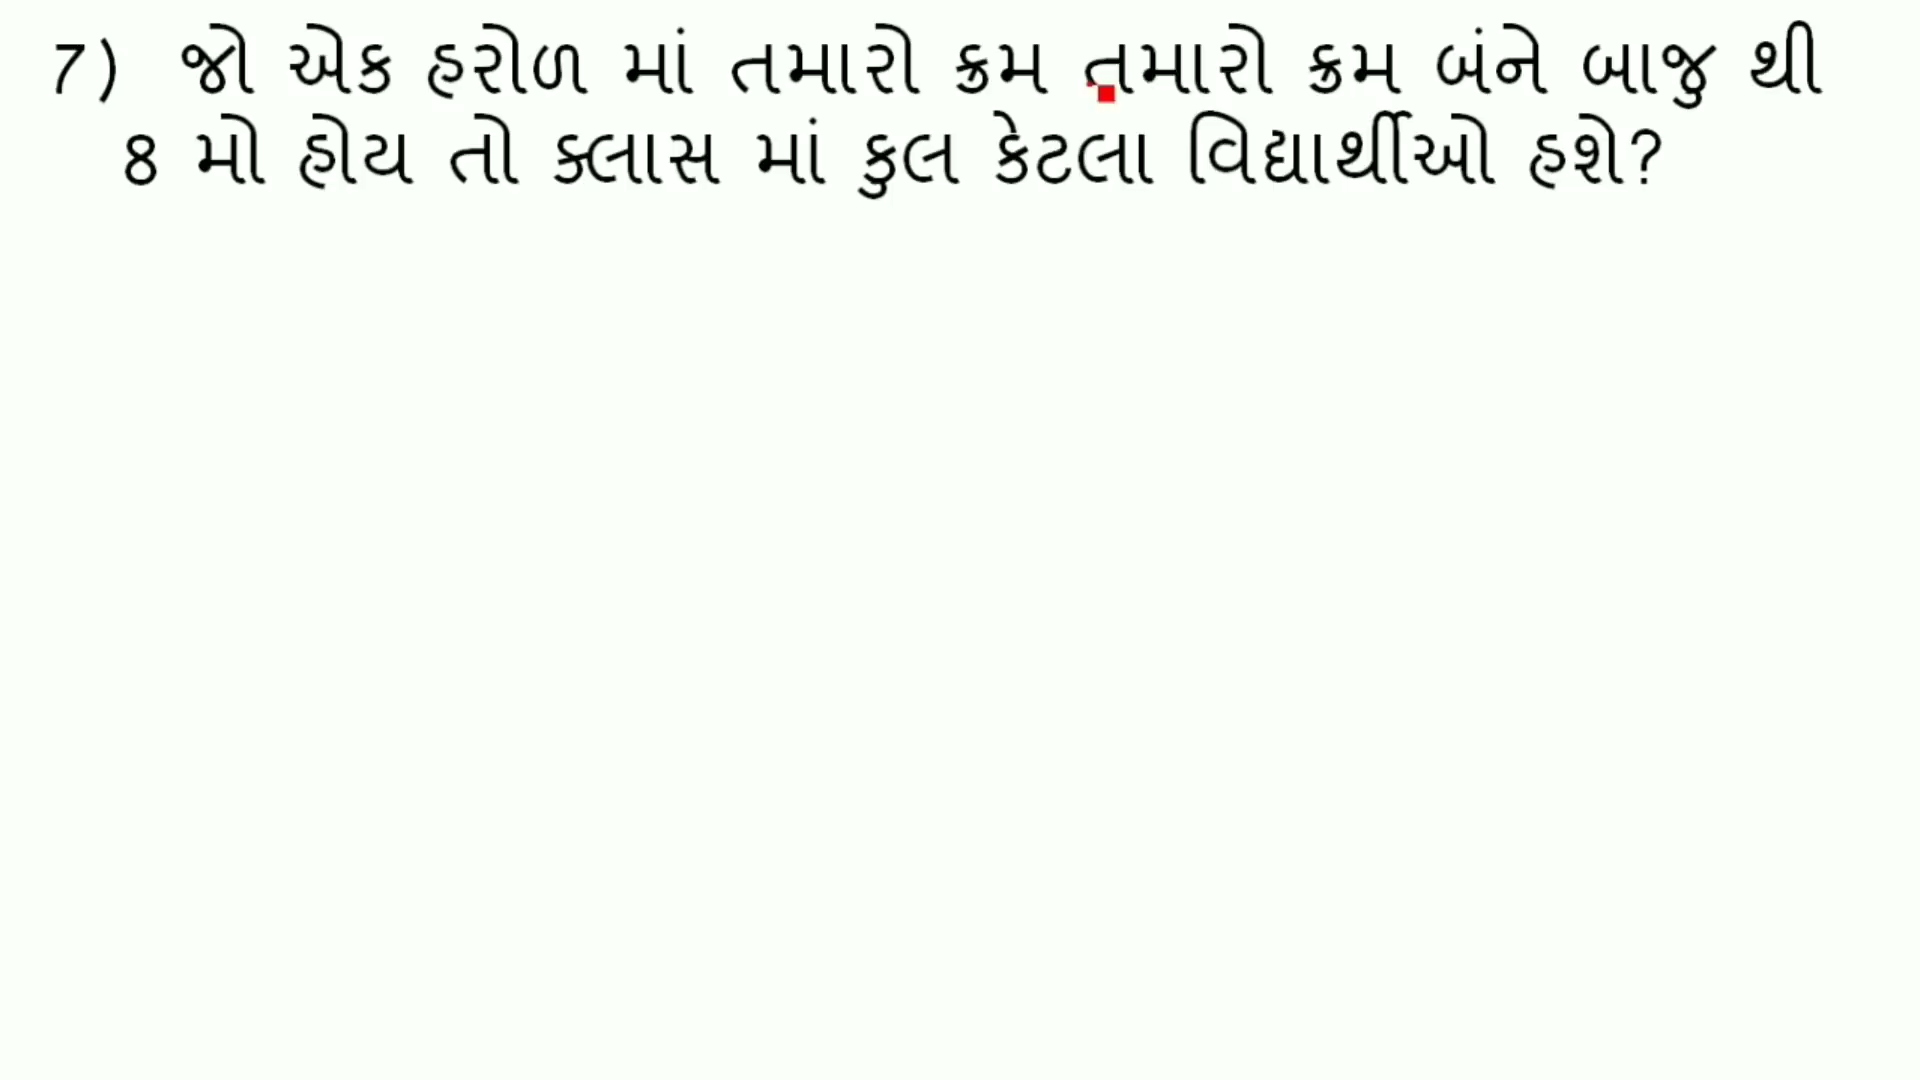 7) જો એક હરોળ માં તમારો ક્રમ તમારો ક્રમ બંને બાજુ થી
8 મો હોય તો ક્લાસ માં કુલ કેટલા વિદ્યાર્થીઓ હશે?